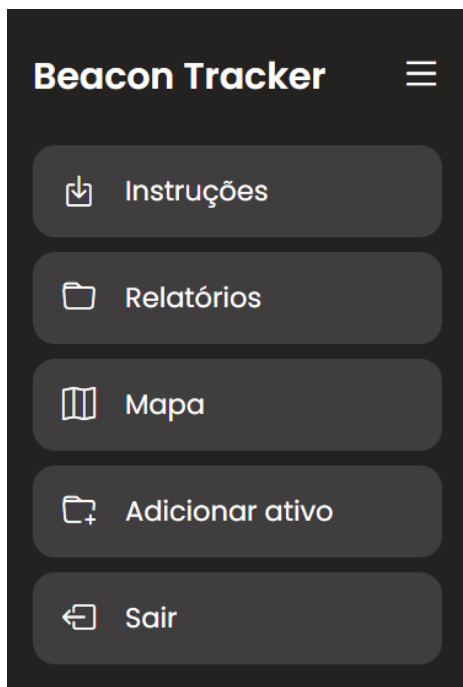 Beacon Tracker
Instruções
Relatórios
Mapa
Adicionar ativo
Sair